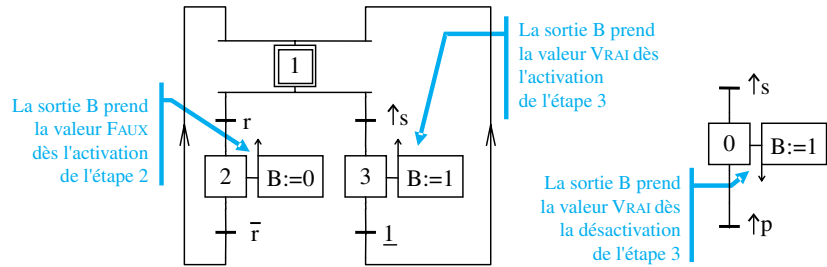 La sortie B prend
la valeur FAUX
dès l'activation
de l'étape 2
1
r
↑s
2
B:=0
3
B:=1
r̅
1
La sortie B prend
la valeur VRAI dès
l'activation
de l'étape 3
↑s
0
B:=1
La sortie B prend
la valeur VRAI dès
la désactivation
de l'étape 3
↑p